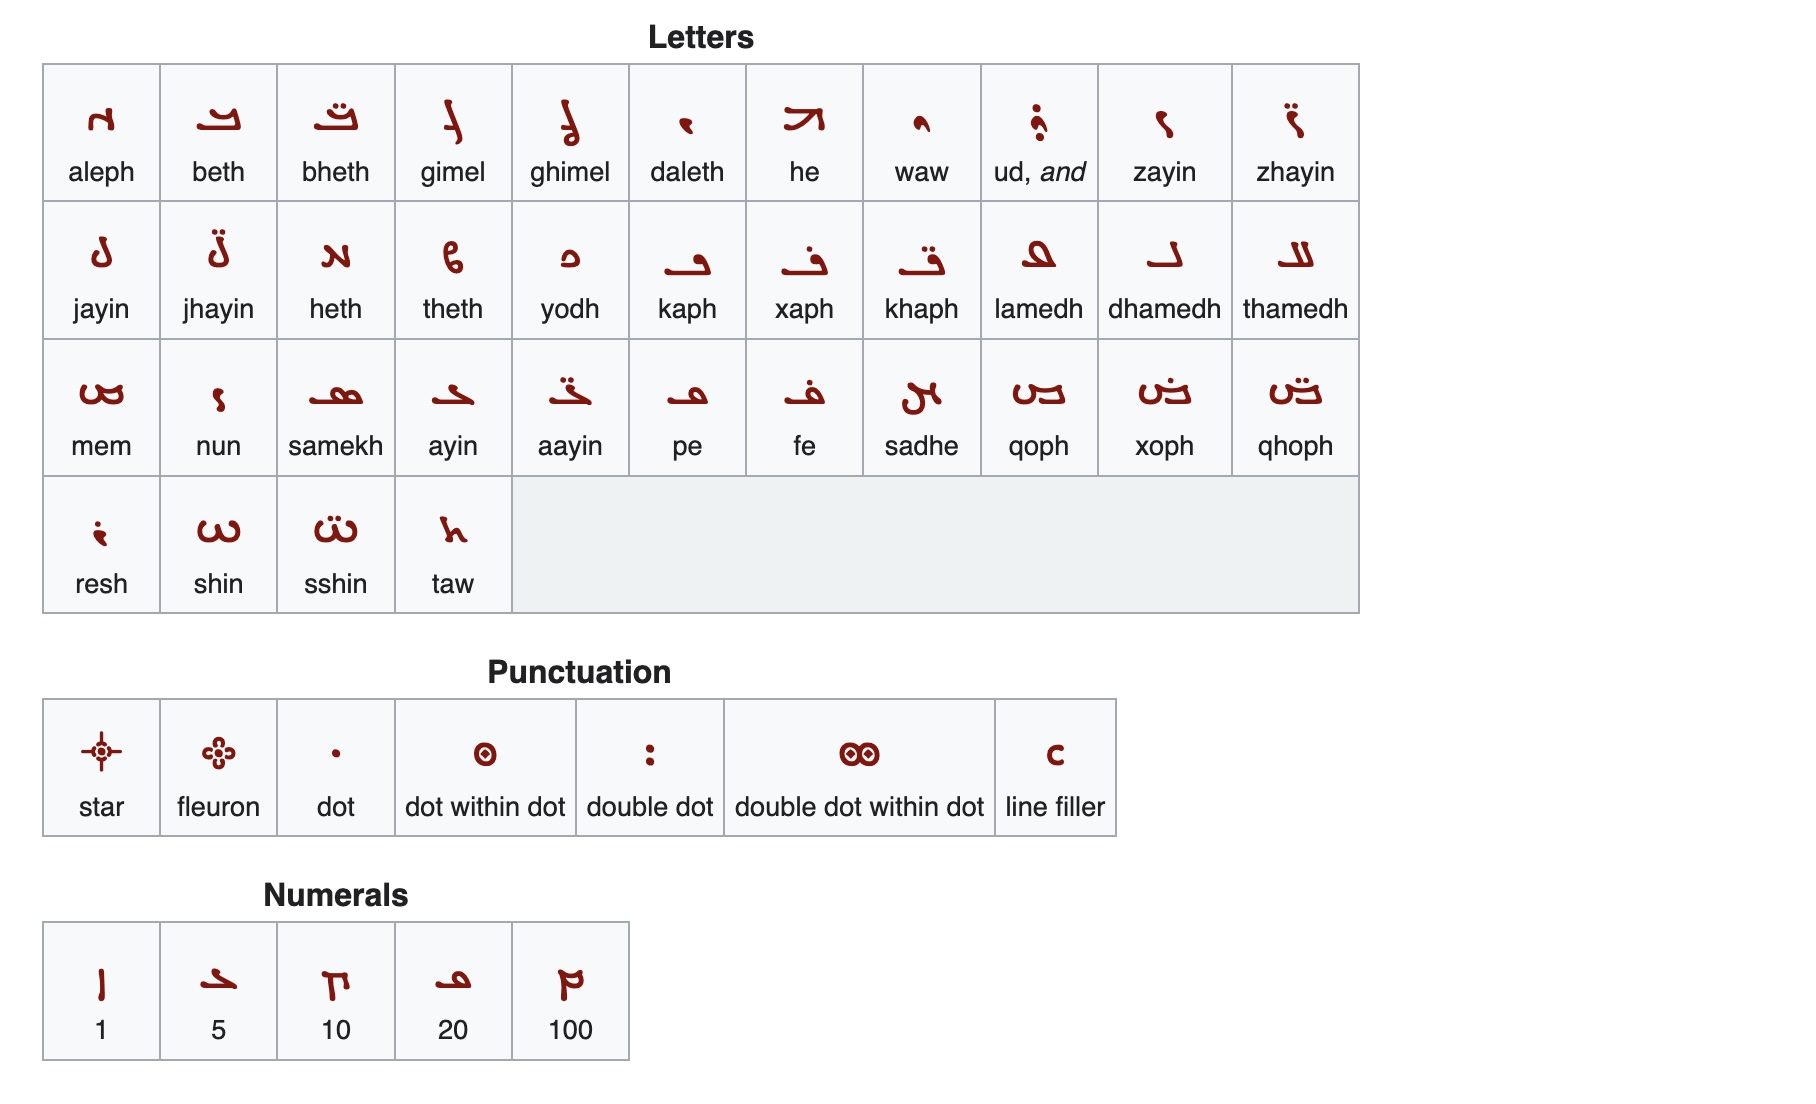 Letters
𐫀 𐫁 𐫂 𐫃 𐫄 𐫅 𐫆 𐫇 𐫈 𐫉 𐫊
aleph beth bheth gimel ghimel daleth he waw ud, and zayin zhayin
𐫋 𐫌 𐫍 𐫎 𐫏 𐫐 𐫑 𐫒 𐫓 𐫔 𐫕
jayin jhayin heth theth yodh kaph xaph khaph lamedh dhamedh thamedh
𐫖 𐫗 𐫘 𐫙 𐫚 𐫛 𐫜 𐫝 𐫞 𐫟 𐫠
mem nun samekh ayin aayin pe fe sadhe qoph xoph qhoph
𐫡 𐫢 𐫣 𐫤
resh shin sshin taw
Punctuation
𐫰 𐫱 𐫴 𐫳 𐫵 𐫲 𐫶
star fleuron dot dot within dot double dot double dot within dot line filler
Numerals
𐫫 𐫬 𐫭 𐫮 𐫯
1 5 10 20 100